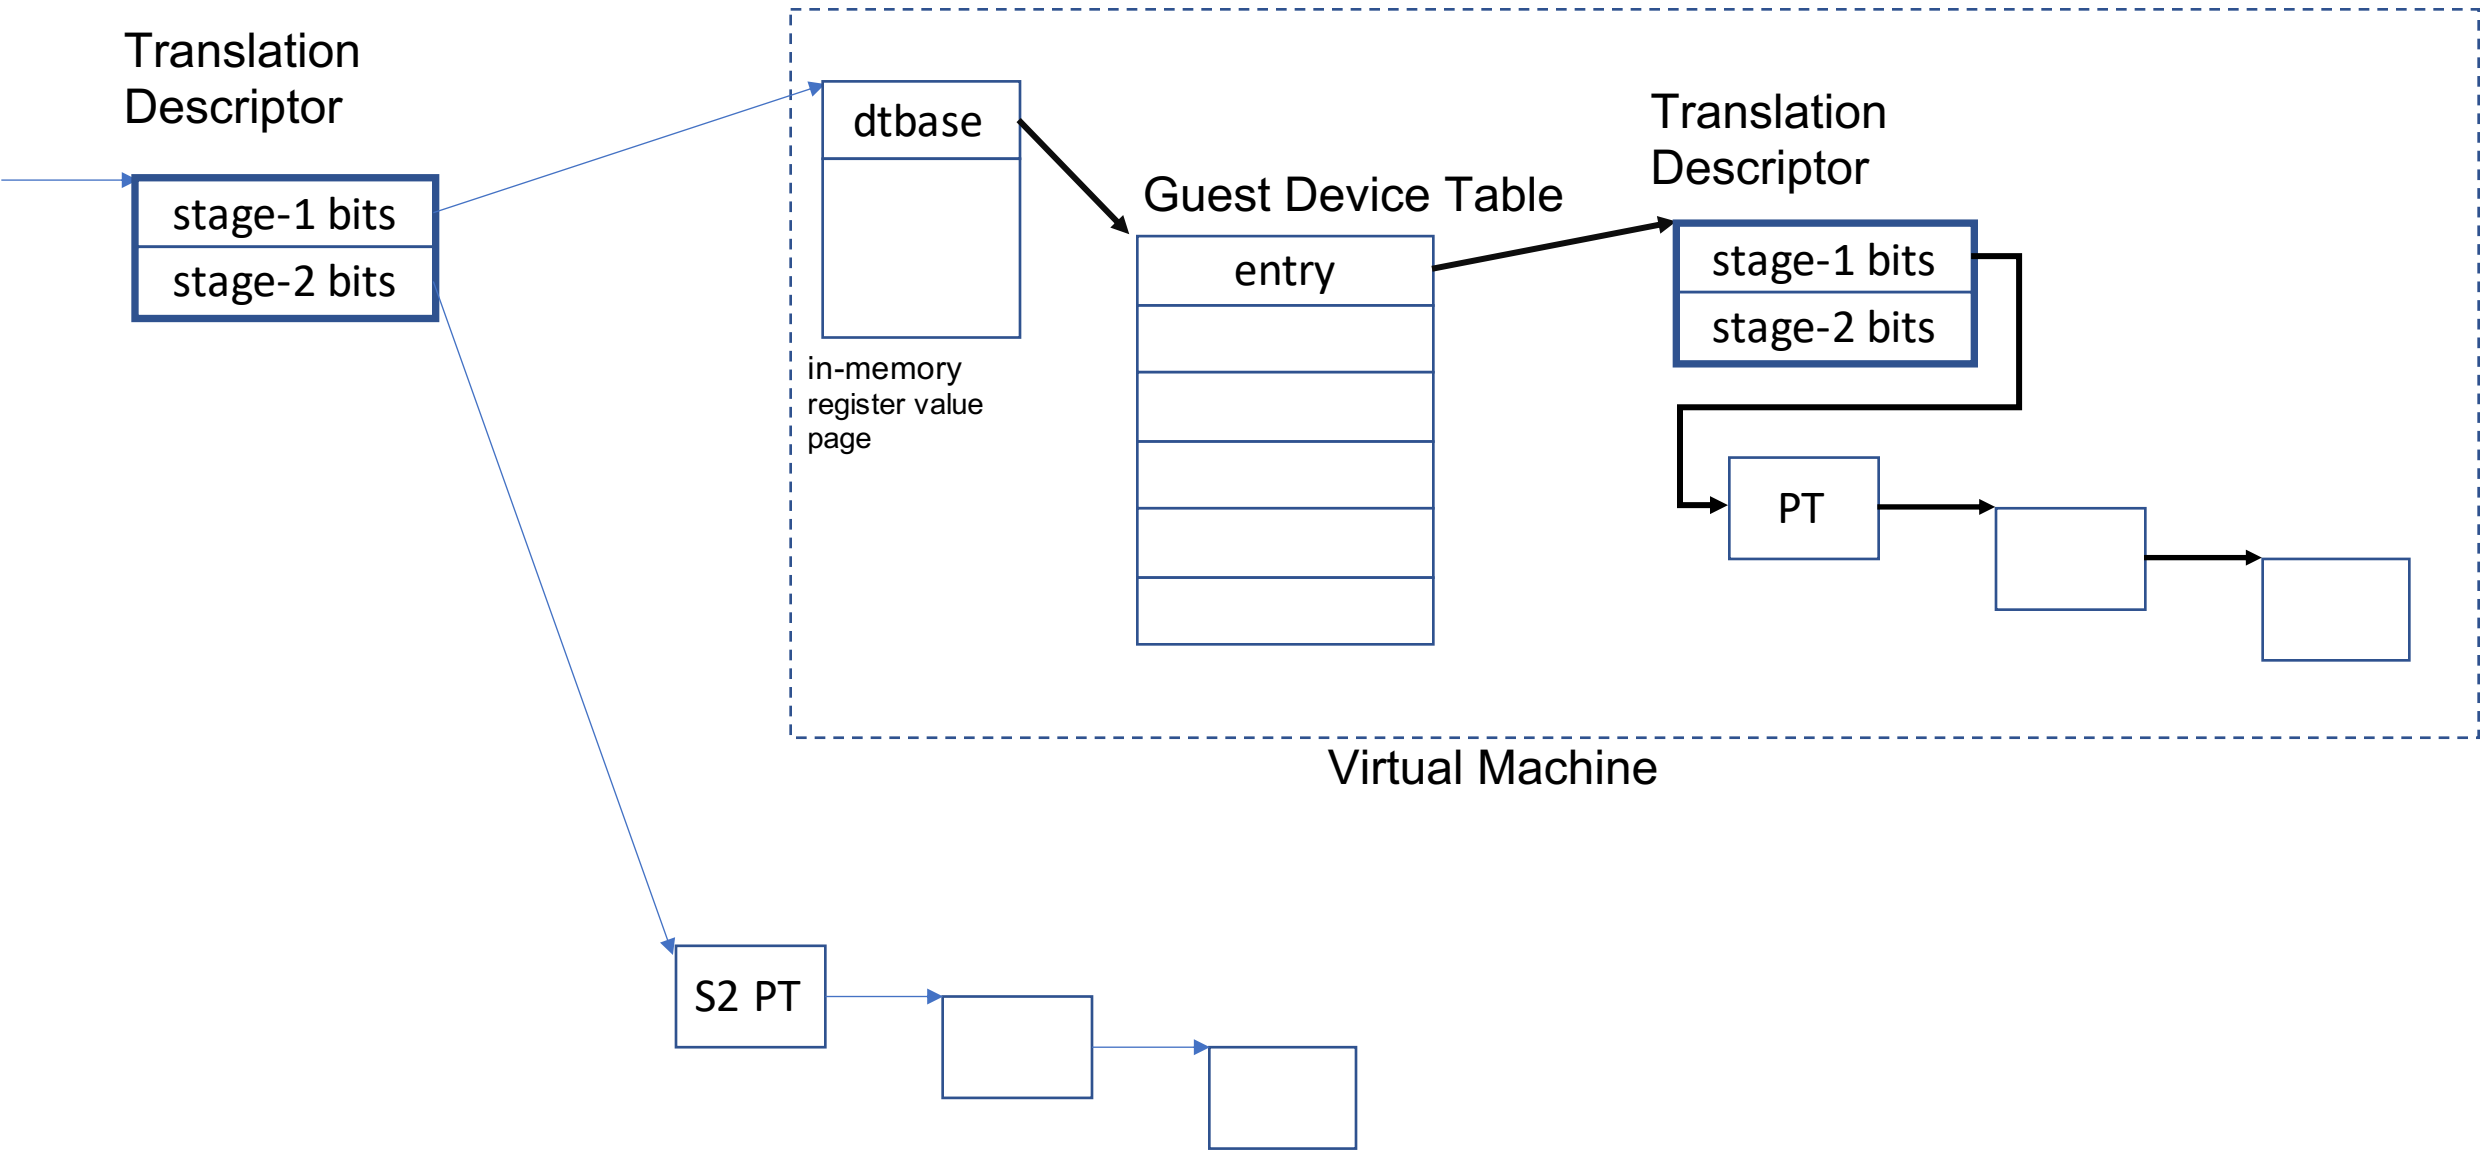 Translation
Descriptor
stage-1 bits
stage-2 bits
dtbase
in-memory
register value
page
Guest Device Table
entry
Translation
Descriptor
stage-1 bits
stage-2 bits
PT
Virtual Machine
S2 PT